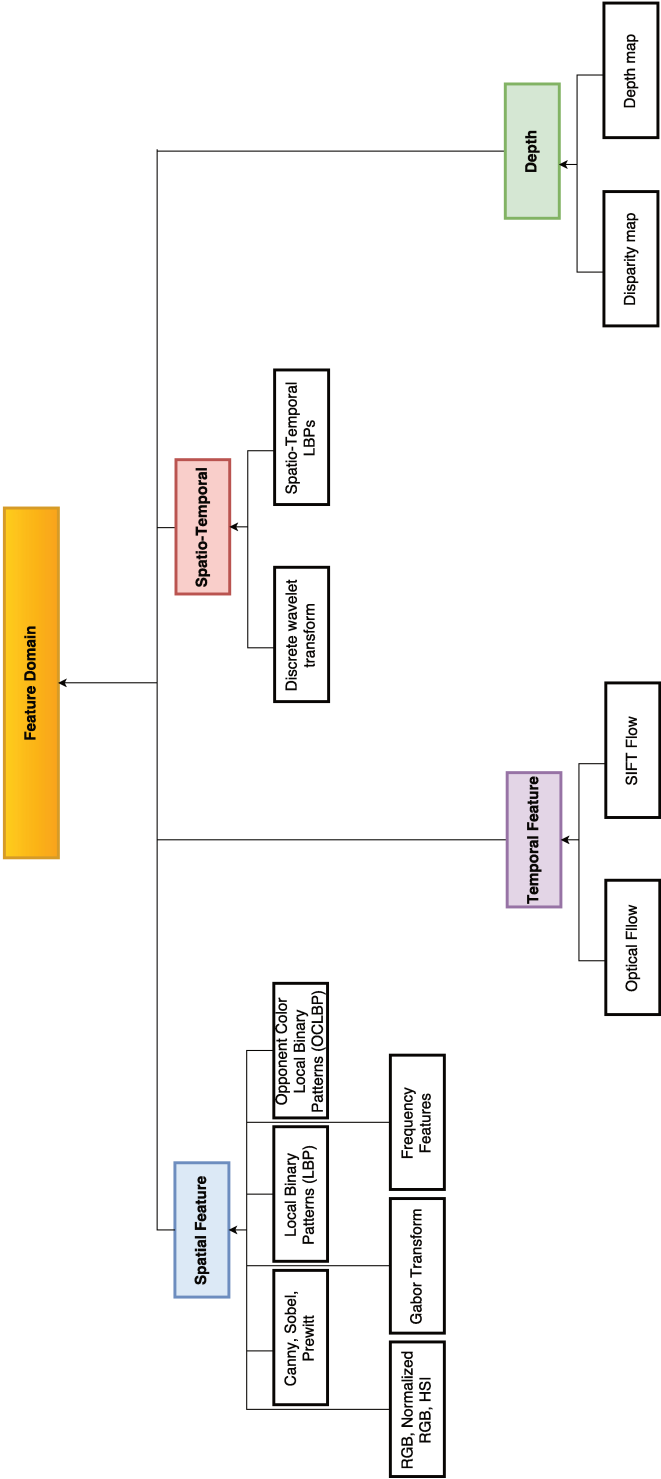 Feature Domain
Spatial Feature
Temporal Feature
Spatio-Temporal
Depth
Canny, Sobel,
Prewitt
Local Binary
Patterns (LBP)
Opponent Color
Local Binary
Patterns (OCLBP)
RGB, Normalized
RGB, HSI
Gabor Transform
Frequency
Features
Optical Fllow
SIFT Flow
Discrete wavelet
transform
Spatio-Temporal
LBPs
Disparity map
Depth map